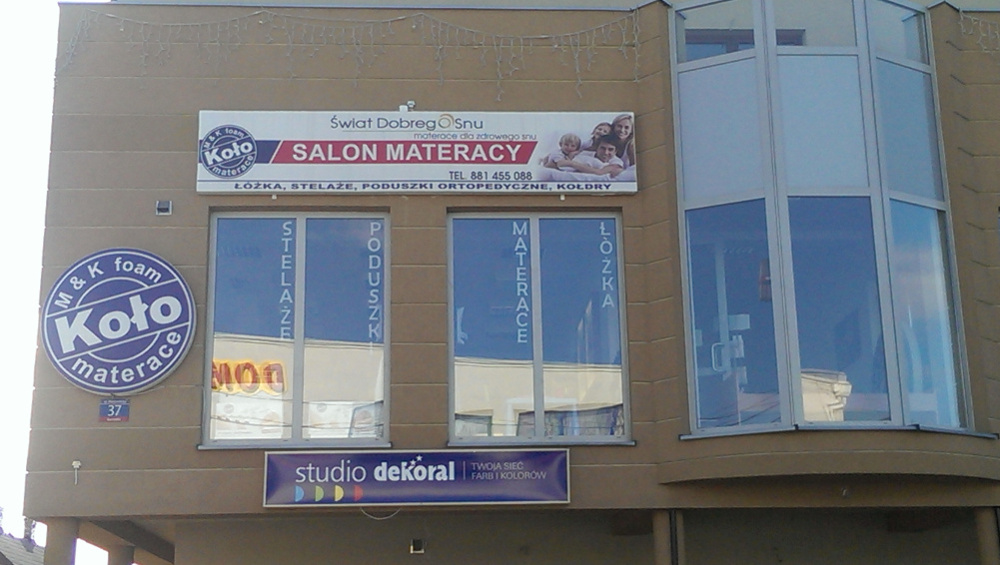 Świat Dobrego Snu
materace dla zdrowego snu
M & K foam
Koło
materace
SALON MATERACY
TEL. 881 455 088
ŁÓŻKA, STELAŻE, PODUSZKI ORTOPEDYCZNE, KOŁDRY
STELAŻE
PODUSZKI
MATERACE
ŁÓŻKA
M & K foam
Koło
materace
37
DOM
studio dekoral
TWOJA SIEĆ
FARB I KOLORÓW